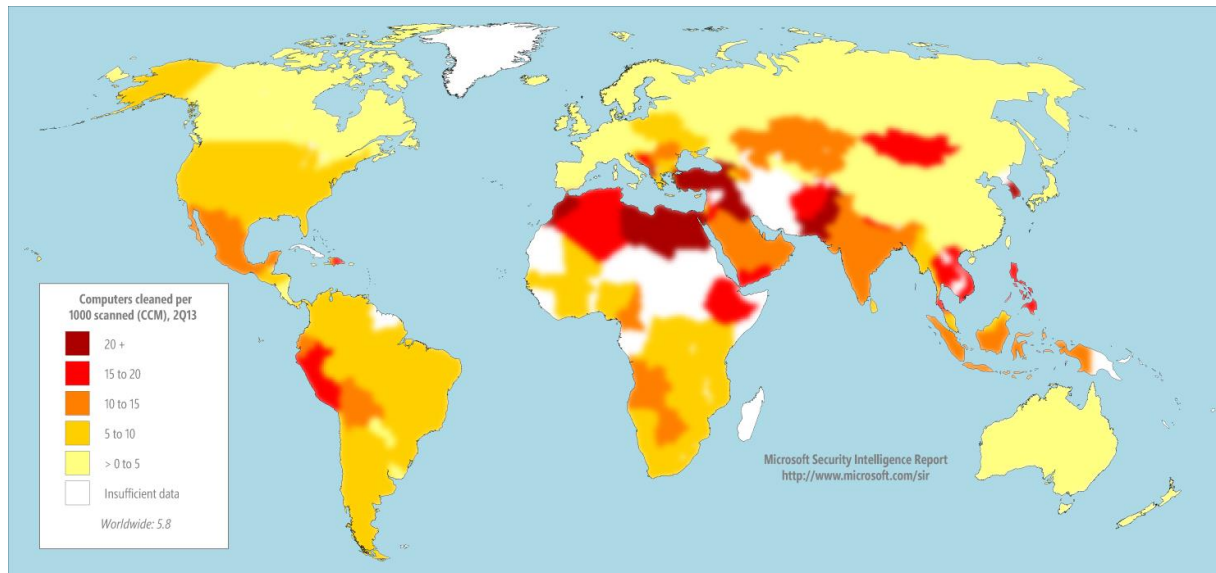 Computers cleaned per
1000 scanned (CCM), 2Q13
20 +
15 to 20
10 to 15
5 to 10
> 0 to 5
Insufficient data
Worldwide: 5.8
Microsoft Security Intelligence Report
http://www.microsoft.com/sir